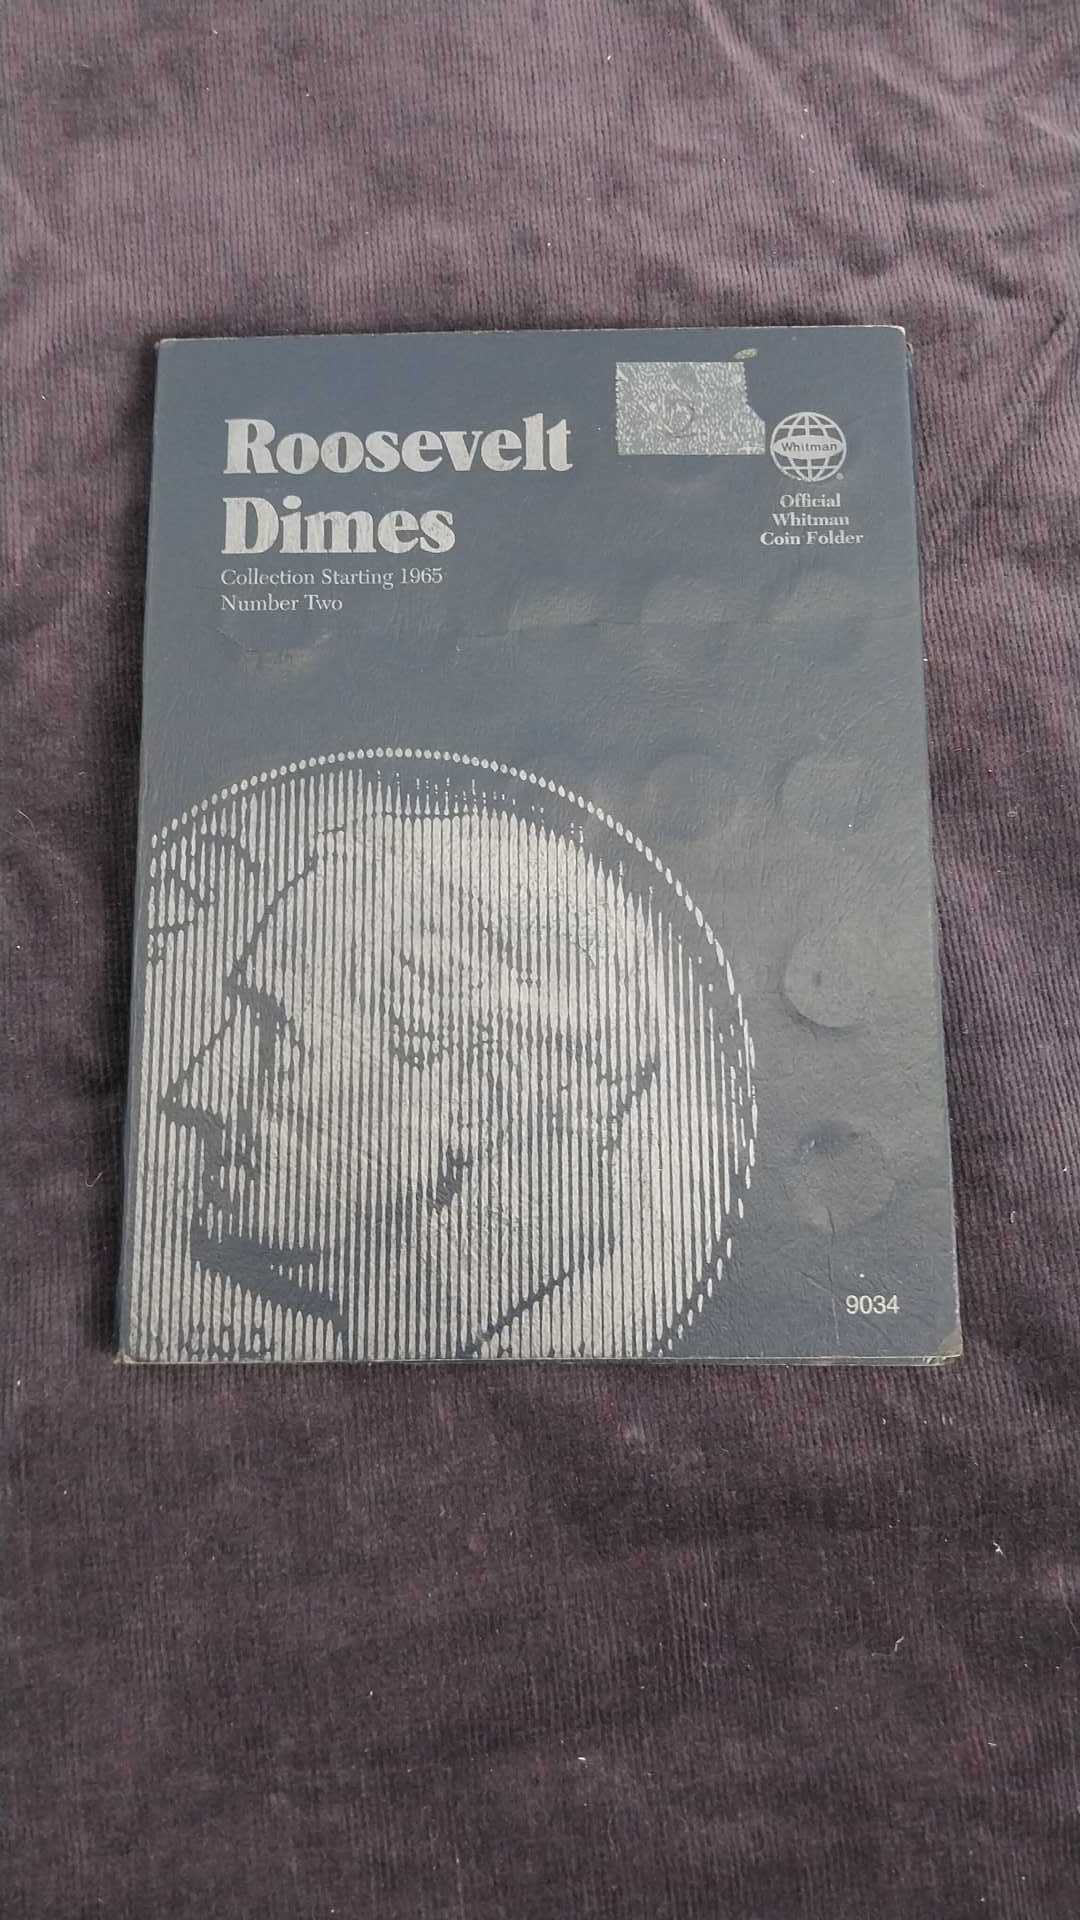 Roosevelt
Dimes
Collection Starting 1965
Number Two
Whitman
Official
Whitman
Coin Folder
9034